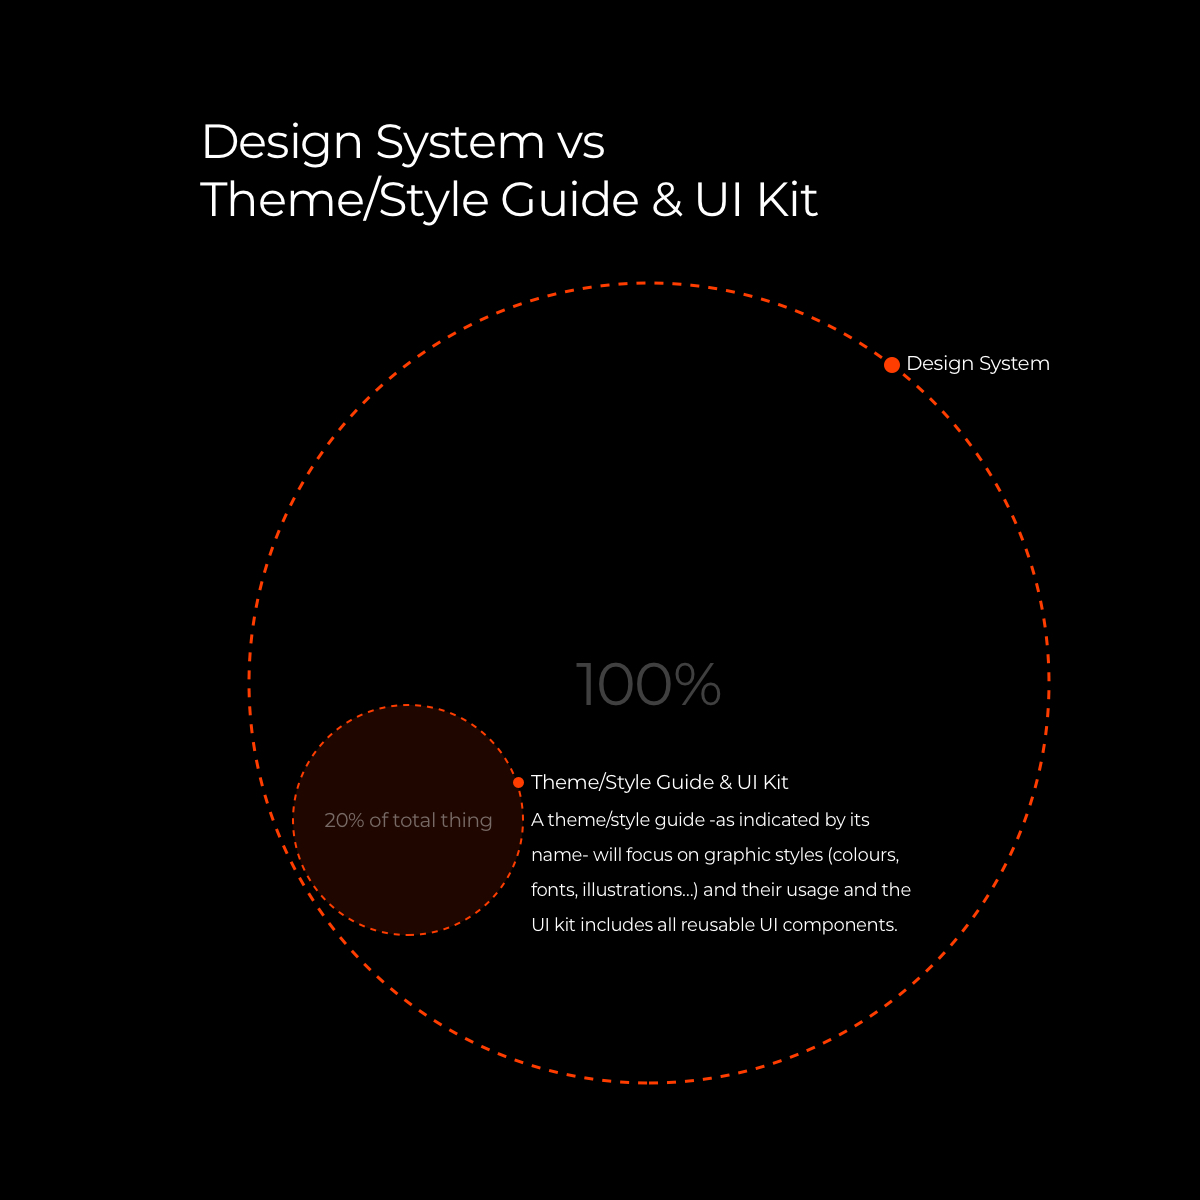 Design System vs
Theme/Style Guide & UI Kit
Design System
100%
20% of total thing
Theme/Style Guide & UI Kit
A theme/style guide -as indicated by its
name- will focus on graphic styles (colours,
fonts, illustrations...) and their usage and the
UI kit includes all reusable UI components.